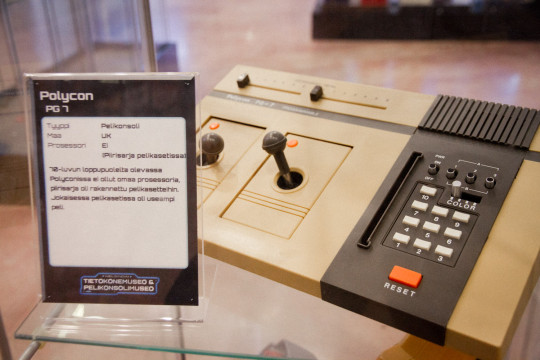 Polycon
PG 7
Tyyppi Pelikonsoli
Maa UK
Prosessori Ei
(Piirisarja pelikasetissa)
70-luvun loppupuolelta olevassa
Polyconissa ei ollut omaa prosessoria,
piirisarja oli rakennettu pelikasetteihin.
Jokaisessa pelikasetissa oli useampi
peli.
TIETOKONEMUSEO &
PELIKONSOLIMUSEO
PG-7
COLOR
10
7 8 9
4 5 6
1 2 3
RESET